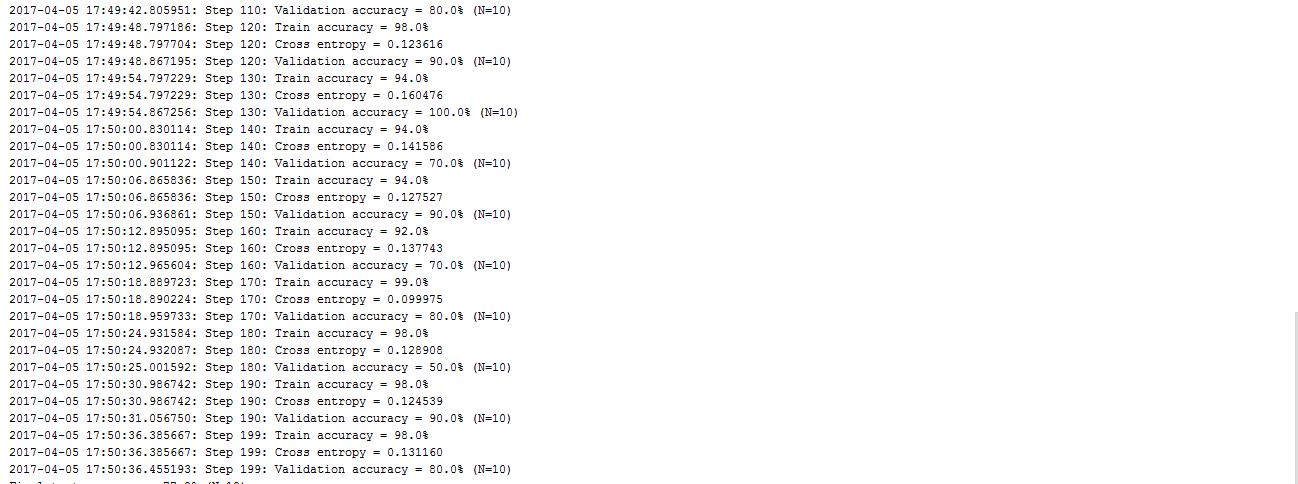 2017-04-05 17:49:42.805951: Step 110: Validation accuracy = 80.0% (N=10)
2017-04-05 17:49:48.797186: Step 120: Train accuracy = 98.0%
2017-04-05 17:49:48.797704: Step 120: Cross entropy = 0.123616
2017-04-05 17:49:48.867195: Step 120: Validation accuracy = 90.0% (N=10)
2017-04-05 17:49:54.797229: Step 130: Train accuracy = 94.0%
2017-04-05 17:49:54.797229: Step 130: Cross entropy = 0.160476
2017-04-05 17:49:54.867256: Step 130: Validation accuracy = 100.0% (N=10)
2017-04-05 17:50:00.830114: Step 140: Train accuracy = 94.0%
2017-04-05 17:50:00.830114: Step 140: Cross entropy = 0.141586
2017-04-05 17:50:00.901122: Step 140: Validation accuracy = 70.0% (N=10)
2017-04-05 17:50:06.865836: Step 150: Train accuracy = 94.0%
2017-04-05 17:50:06.865836: Step 150: Cross entropy = 0.127527
2017-04-05 17:50:06.936861: Step 150: Validation accuracy = 90.0% (N=10)
2017-04-05 17:50:12.895095: Step 160: Train accuracy = 92.0%
2017-04-05 17:50:12.895095: Step 160: Cross entropy = 0.137743
2017-04-05 17:50:12.965604: Step 160: Validation accuracy = 70.0% (N=10)
2017-04-05 17:50:18.889723: Step 170: Train accuracy = 99.0%
2017-04-05 17:50:18.890224: Step 170: Cross entropy = 0.099975
2017-04-05 17:50:18.959733: Step 170: Validation accuracy = 80.0% (N=10)
2017-04-05 17:50:24.931584: Step 180: Train accuracy = 98.0%
2017-04-05 17:50:24.932087: Step 180: Cross entropy = 0.128908
2017-04-05 17:50:25.001592: Step 180: Validation accuracy = 50.0% (N=10)
2017-04-05 17:50:30.986742: Step 190: Train accuracy = 98.0%
2017-04-05 17:50:30.986742: Step 190: Cross entropy = 0.124539
2017-04-05 17:50:31.056750: Step 190: Validation accuracy = 90.0% (N=10)
2017-04-05 17:50:36.385667: Step 199: Train accuracy = 98.0%
2017-04-05 17:50:36.385667: Step 199: Cross entropy = 0.131160
2017-04-05 17:50:36.455193: Step 199: Validation accuracy = 80.0% (N=10)